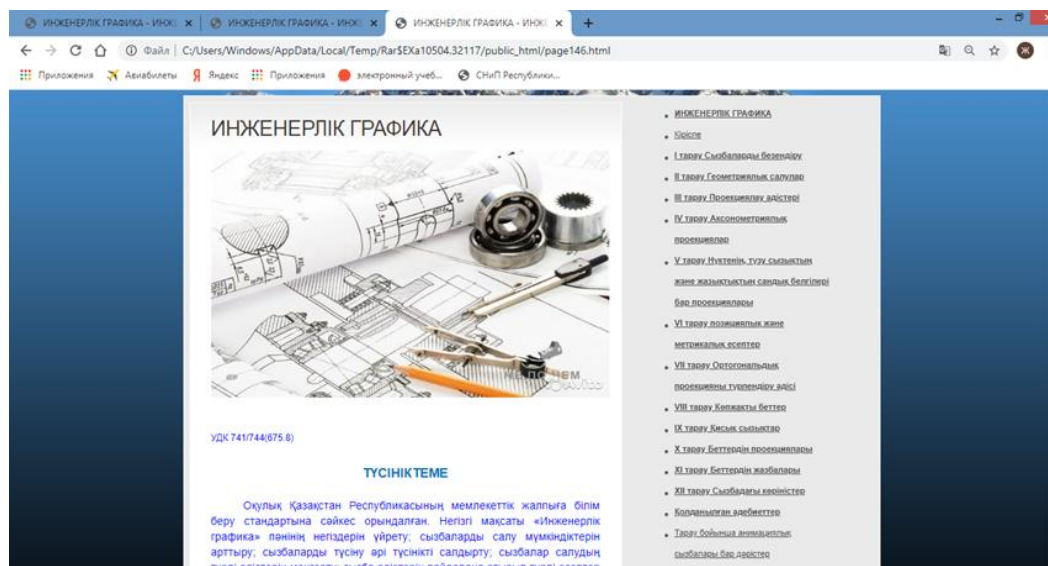 ИНЖЕНЕРЛІК ГРАФИКА - ИНЖЕ
ИНЖЕНЕРЛІК ГРАФИКА - ИНЖЕ
ИНЖЕНЕРЛІК ГРАФИКА - ИНЖЕ
Файл | C:/Users/Windows/AppData/Local/Temp/Rar$EXa10504.32117/public_html/page146.html
Ж
Приложения Авиабилеты Яндекс Приложения электронный учеб... СНиП Республики...
ИНЖЕНЕРЛІК ГРАФИКА
УДК 741/744(675.8)
ТҮСІНІКТЕМЕ
Оқулық Қазақстан Республикасының мемлекеттік жалпыға білім
беру стандартына сәйкес орындалған. Негізгі мақсаты «Инженерлік
графика» пәнінің негіздерін үйрету; сызбаларды салу мүмкіндіктерін
арттыру; сызбаларды түсіну әрі түсінікті салдырту; сызбалар салудың
ИНЖЕНЕРЛІК ГРАФИКА
Кіріспе
I тарау Сызбаларды безендіру
II тарау Геометриялық салулар
III тарау Проекциялау әдістері
IV тарау Аксонометриялық
проекциялар
V тарау Нүктенің, түзу сызықтың
және жазықтықтың сандық белгілері
бар проекциялары
VI тарау позициялық және
метрикалық есептер
VII тарау Ортогональдық
проекцияны түрлендіру әдісі
VIII тарау Көпжақты беттер
IX тарау Қисық сызықтар
X тарау Беттердің проекциялары
XI тарау Беттердің жазбалары
XII тарау Сызбадағы көріністер
Қолданылған әдебиеттер
Тарау бойынша анимациялық
сызбалары бар дәрістер